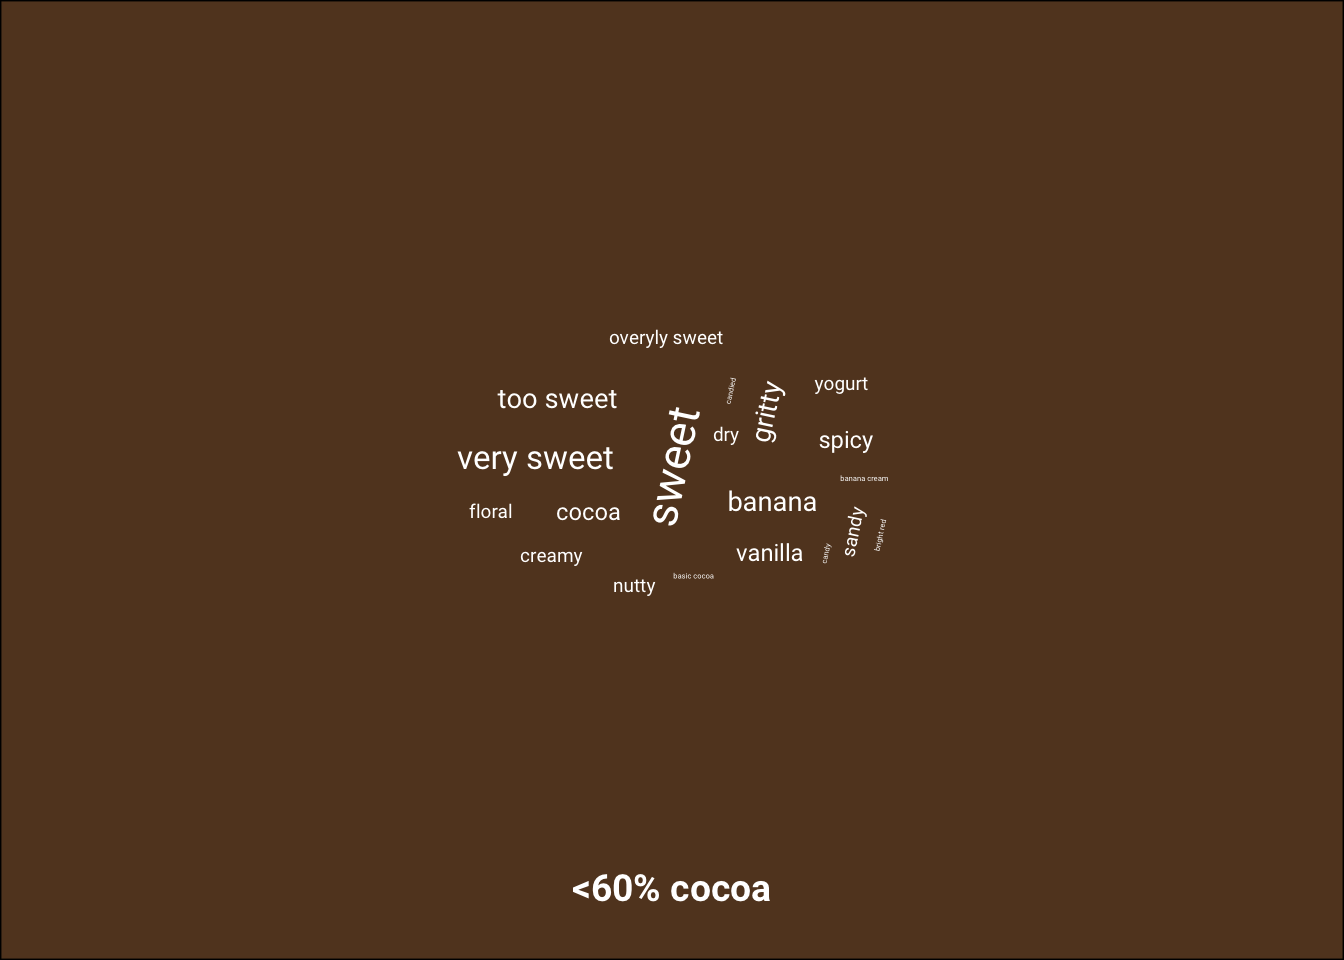 overyly sweet
candied
yogurt
too sweet
gritty
dry
spicy
very sweet
sweet
banana cream
banana
floral
cocoa
sandy
bright red
creamy
vanilla
candy
basic cocoa
nutty
<60% cocoa